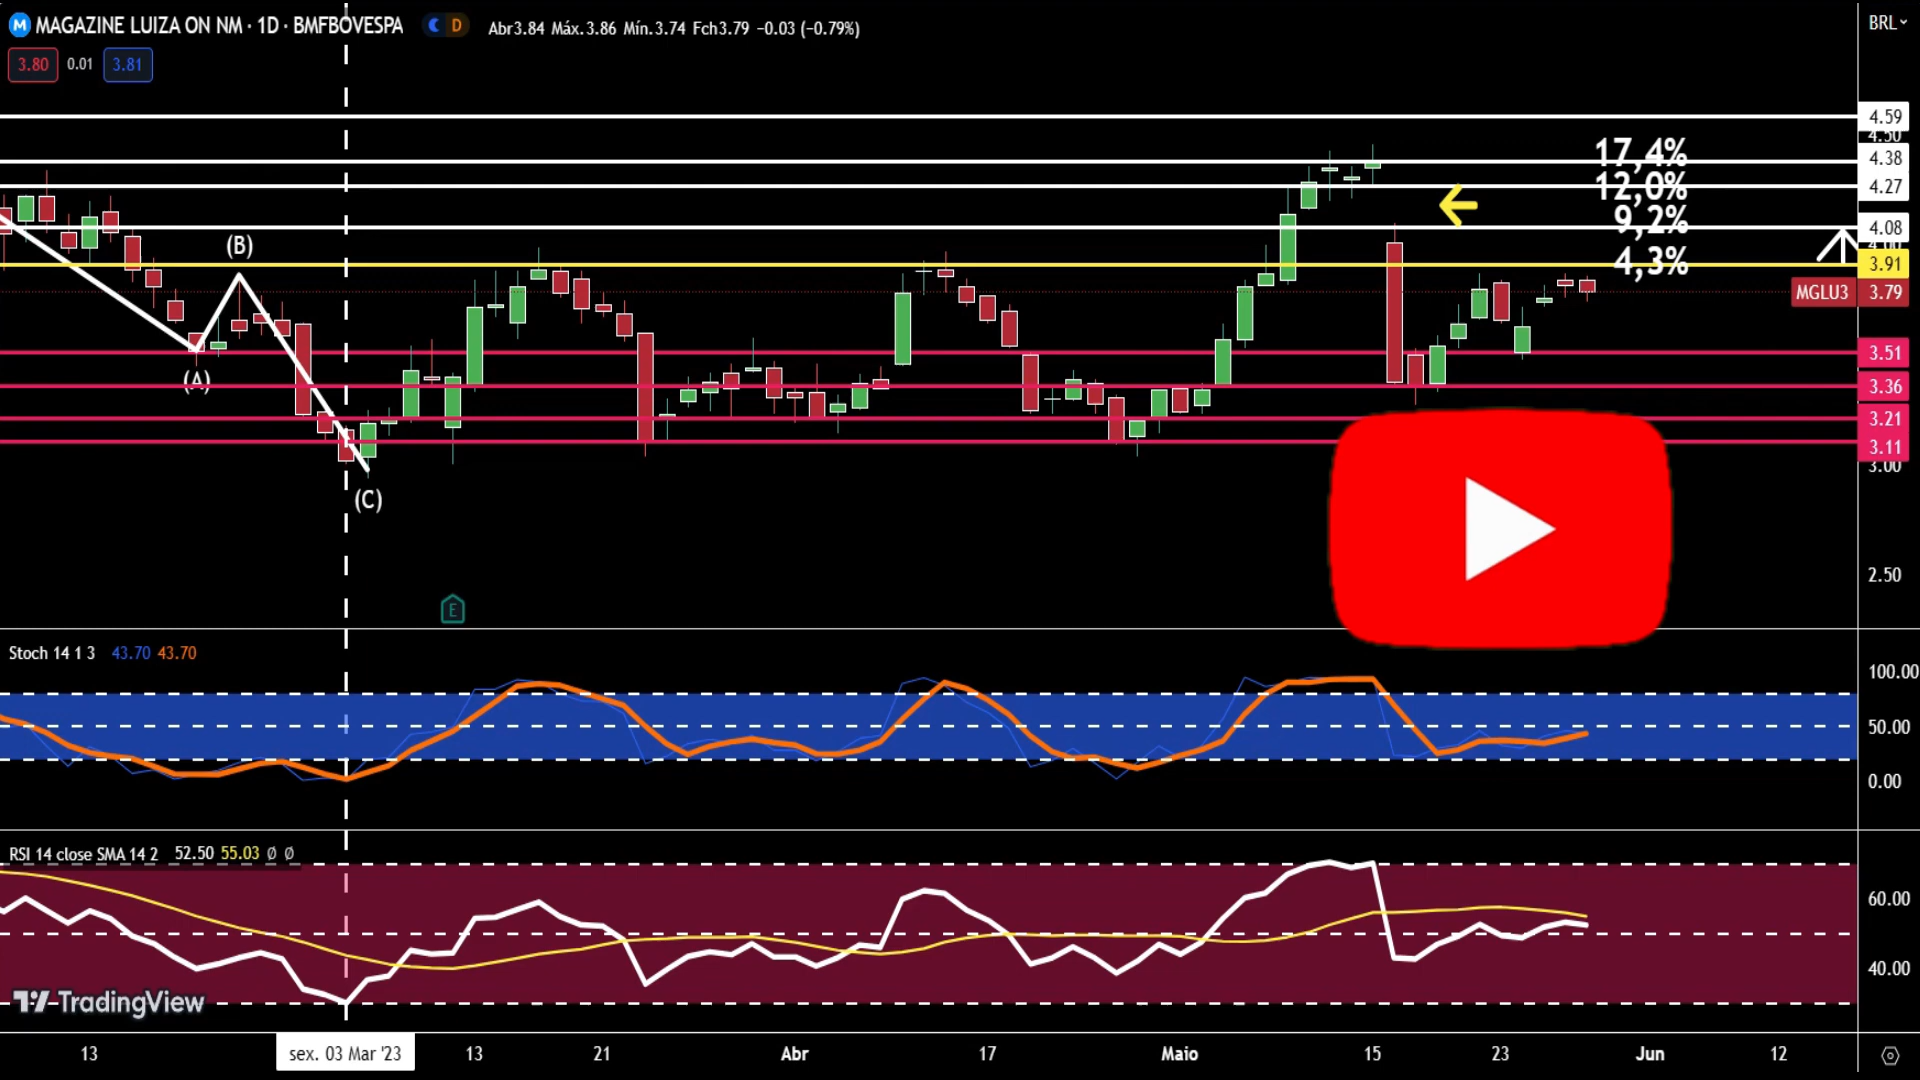 MAGAZINE LUIZA ON NM · 1D · BMFBOVESPA
D
Abr3.84 Máx.3.86 Mín.3.74 Fch3.79 −0.03 (−0.79%)
BRL
3.80 0.01 3.81
4.59
4.50
17,4%
4.38
12,0%
4.27
9,2%
4.08
4.00
(B)
4,3%
3.91
MGLU3 3.79
3.51
(A)
3.36
3.21
3.11
3.00
(C)
2.50
E
Stoch 14 1 3 43.70 43.70
100.00
50.00
0.00
RSI 14 close SMA 14 2 52.50 55.03 Ø Ø
60.00
40.00
TradingView
13 sex. 03 Mar '23 13 21 Abr 17 Maio 15 23 Jun 12